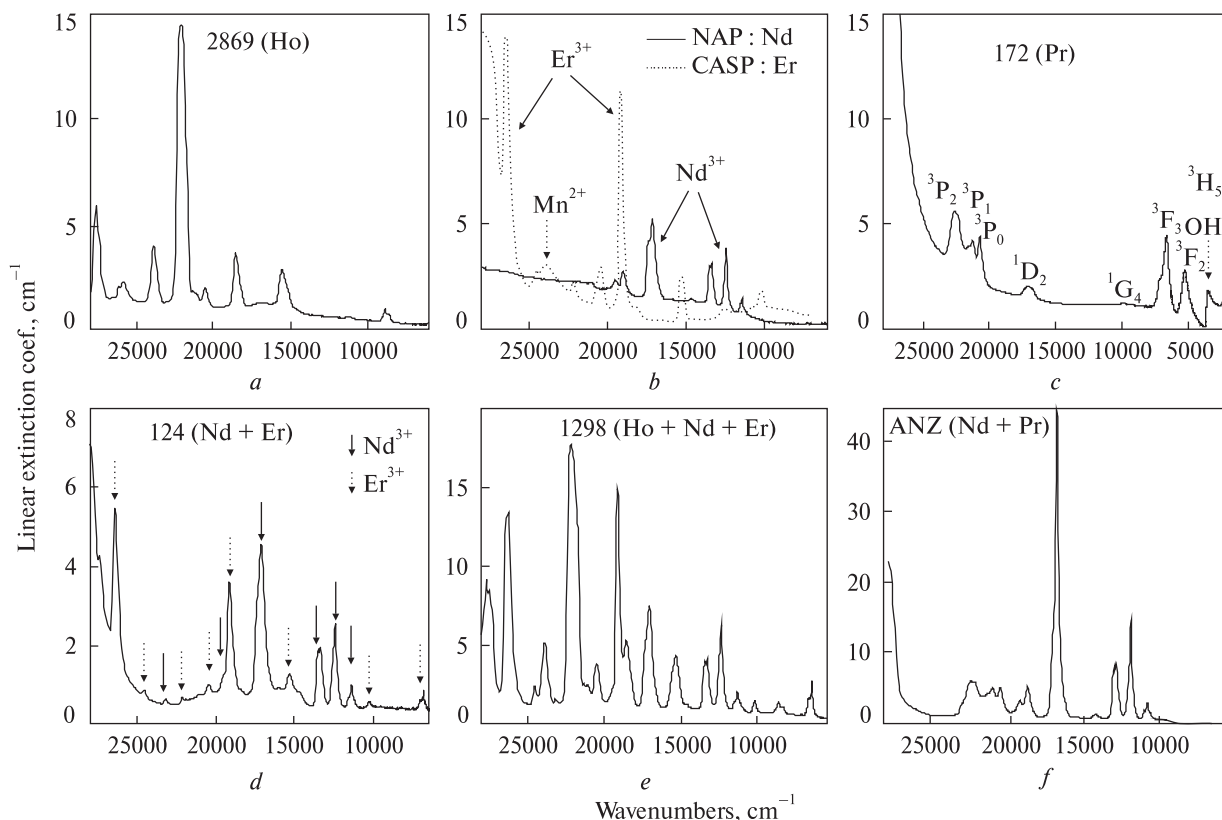 Linear extinction coef., cm⁻¹
15
10
5
0
2869 (Ho)
25000 20000 15000 10000
a
15
10
5
0
Er³⁺
Mn²⁺
NAP : Nd
CASP : Er
Nd³⁺
25000 20000 15000 10000
b
15
10
5
0
172 (Pr)
³P₂ ³P₁
³P₀
¹D₂
¹G₄
³H₅
³F₃ OH
³F₂
25000 20000 15000 10000 5000
c
8
6
4
2
0
124 (Nd + Er)
Nd³⁺
Er³⁺
25000 20000 15000 10000
d
15
10
5
0
1298 (Ho + Nd + Er)
25000 20000 15000 10000
e
40
30
20
10
0
ANZ (Nd + Pr)
25000 20000 15000 10000
f
Wavenumbers, cm⁻¹